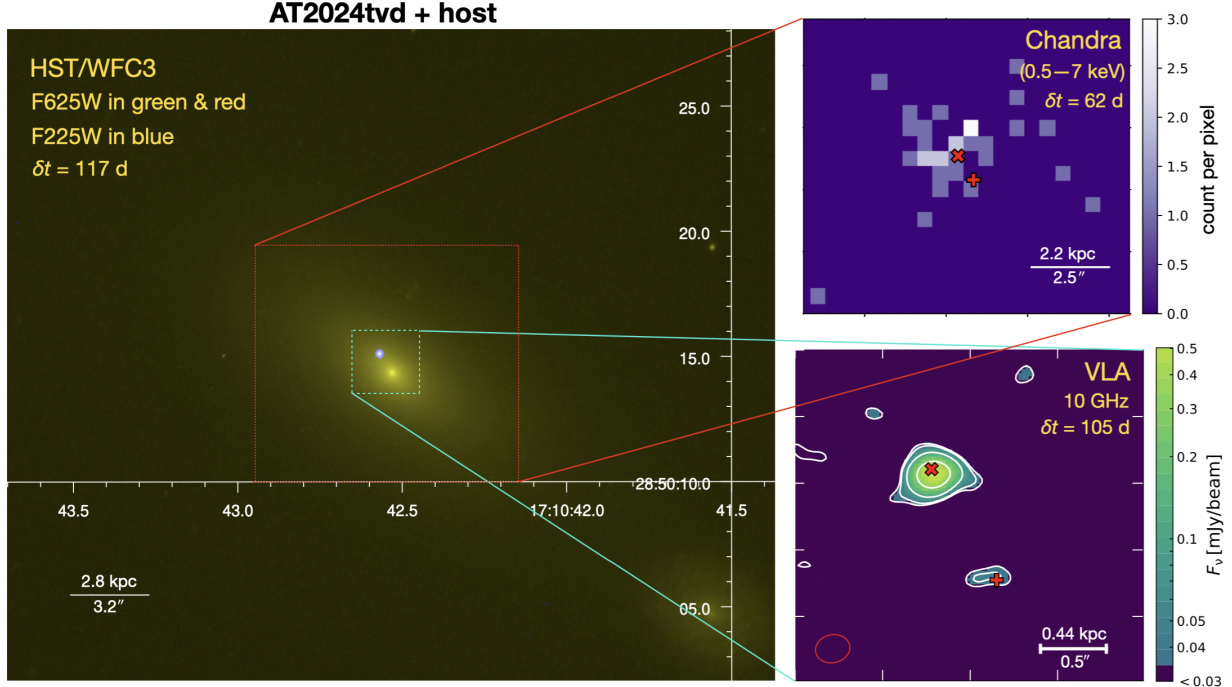 AT2024tvd + host
HST/WFC3
F625W in green & red
F225W in blue
δt = 117 d
25.0
20.0
15.0
28:50:10.0
05.0
43.5
43.0
42.5
17:10:42.0
41.5
2.8 kpc
3.2″
Chandra
(0.5−7 keV)
δt = 62 d
2.2 kpc
2.5″
3.0
2.5
2.0
1.5
1.0
0.5
0.0
count per pixel
VLA
10 GHz
δt = 105 d
0.44 kpc
0.5″
0.5
0.4
0.3
0.2
0.1
0.05
0.04
< 0.03
Fν [mJy/beam]